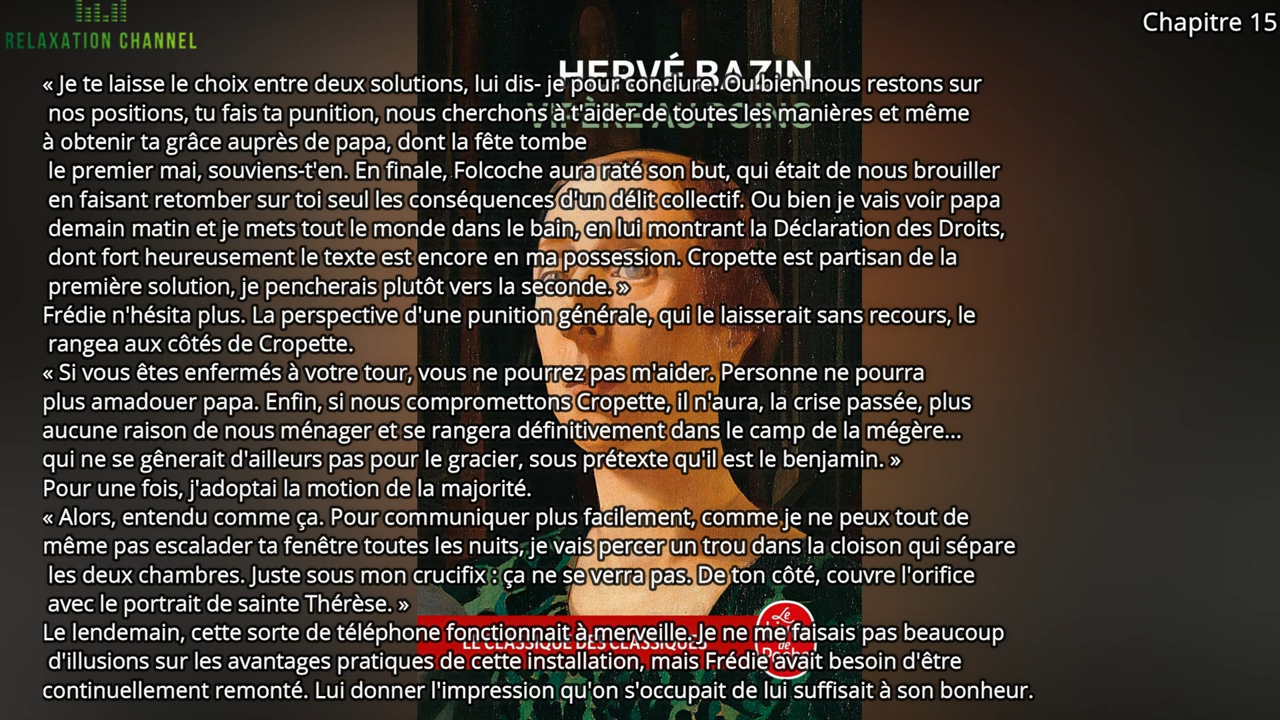 RELAXATION CHANNEL
Chapitre 15
HERVÉ BAZIN
VIPÈRE AU POING
« Je te laisse le choix entre deux solutions, lui dis- je pour conclure. Ou bien nous restons sur
nos positions, tu fais ta punition, nous cherchons à t'aider de toutes les manières et même
à obtenir ta grâce auprès de papa, dont la fête tombe
le premier mai, souviens-t'en. En finale, Folcoche aura raté son but, qui était de nous brouiller
en faisant retomber sur toi seul les conséquences d'un délit collectif. Ou bien je vais voir papa
demain matin et je mets tout le monde dans le bain, en lui montrant la Déclaration des Droits,
dont fort heureusement le texte est encore en ma possession. Cropette est partisan de la
première solution, je pencherais plutôt vers la seconde. »
Frédie n'hésita plus. La perspective d'une punition générale, qui le laisserait sans recours, le
rangea aux côtés de Cropette.
« Si vous êtes enfermés à votre tour, vous ne pourrez pas m'aider. Personne ne pourra
plus amadouer papa. Enfin, si nous compromettons Cropette, il n'aura, la crise passée, plus
aucune raison de nous ménager et se rangera définitivement dans le camp de la mégère...
qui ne se gênerait d'ailleurs pas pour le gracier, sous prétexte qu'il est le benjamin. »
Pour une fois, j'adoptai la motion de la majorité.
« Alors, entendu comme ça. Pour communiquer plus facilement, comme je ne peux tout de
même pas escalader ta fenêtre toutes les nuits, je vais percer un trou dans la cloison qui sépare
les deux chambres. Juste sous mon crucifix : ça ne se verra pas. De ton côté, couvre l'orifice
avec le portrait de sainte Thérèse. »
Le lendemain, cette sorte de téléphone fonctionnait à merveille. Je ne me faisais pas beaucoup
d'illusions sur les avantages pratiques de cette installation, mais Frédie avait besoin d'être
continuellement remonté. Lui donner l'impression qu'on s'occupait de lui suffisait à son bonheur.
LE CLASSIQUE DES CLASSIQUES
Le
de